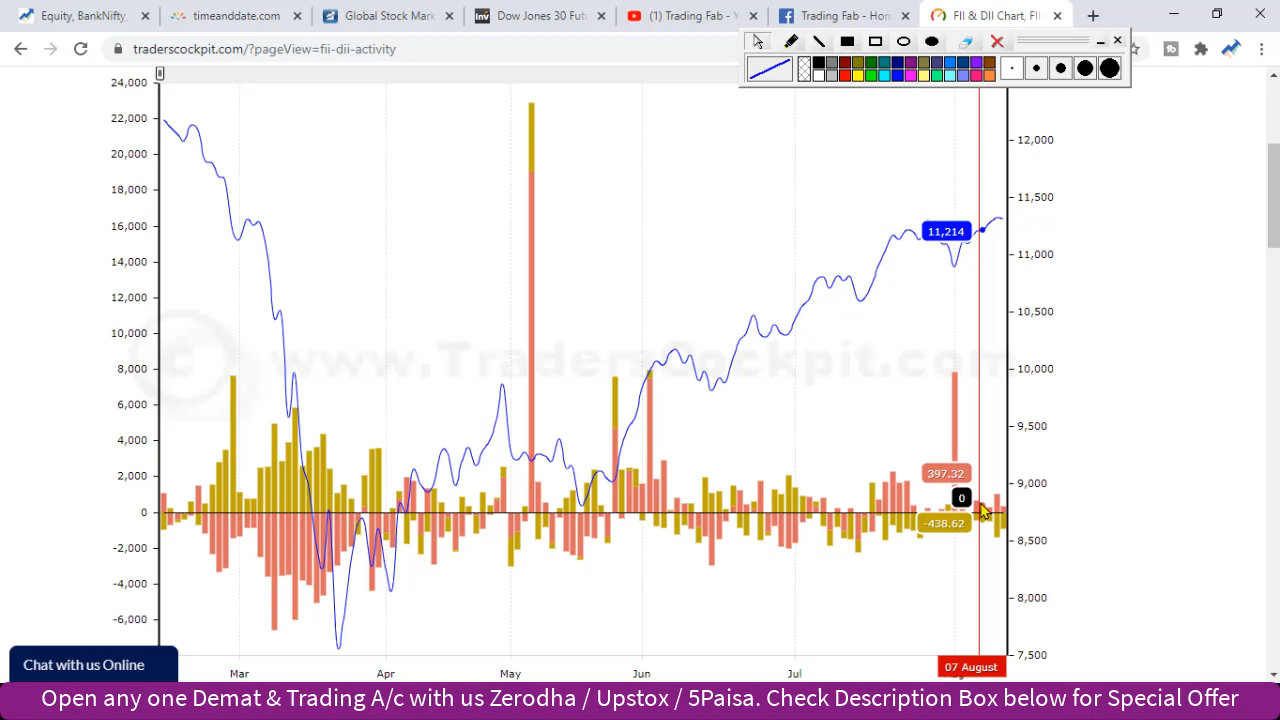 Equity, BankNifty,
timeanddate.com
Global Stock Mark
Dow Jones 30 Futu
(1) Trading Fab - Y
Trading Fab - Hom
FII & DII Chart, FI
traderscockpit.com/?pageView=fii-dii-activity
24,000
22,000
20,000
18,000
16,000
14,000
12,000
10,000
8,000
6,000
4,000
2,000
0
-2,000
-4,000
-6,000
12,000
11,500
11,000
10,500
10,000
9,500
9,000
8,500
8,000
7,500
11,214
www.TradersCockpit.com
397.32
0
-438.62
Mar
Apr
May
Jun
Jul
07 August
Chat with us Online
Open any one Demat & Trading A/c with us Zerodha / Upstox / 5Paisa. Check Description Box below for Special Offer